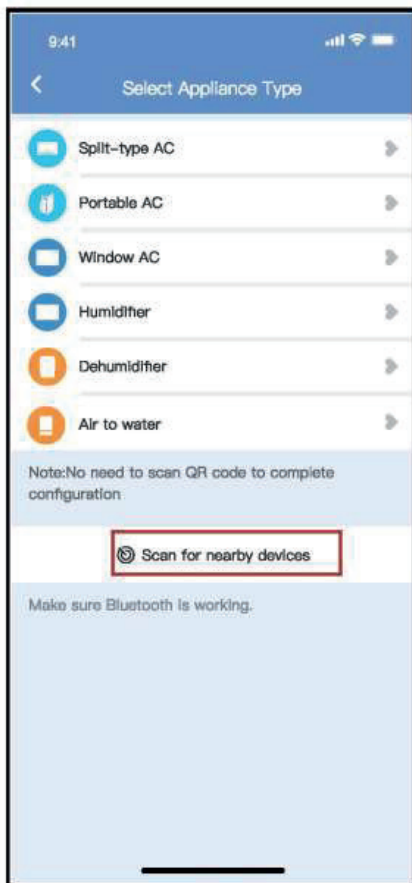 9:41
Select Appliance Type
Split-type AC
Portable AC
Window AC
Humidifier
Dehumidifier
Air to water
Note:No need to scan QR code to complete
configuration
Scan for nearby devices
Make sure Bluetooth is working.